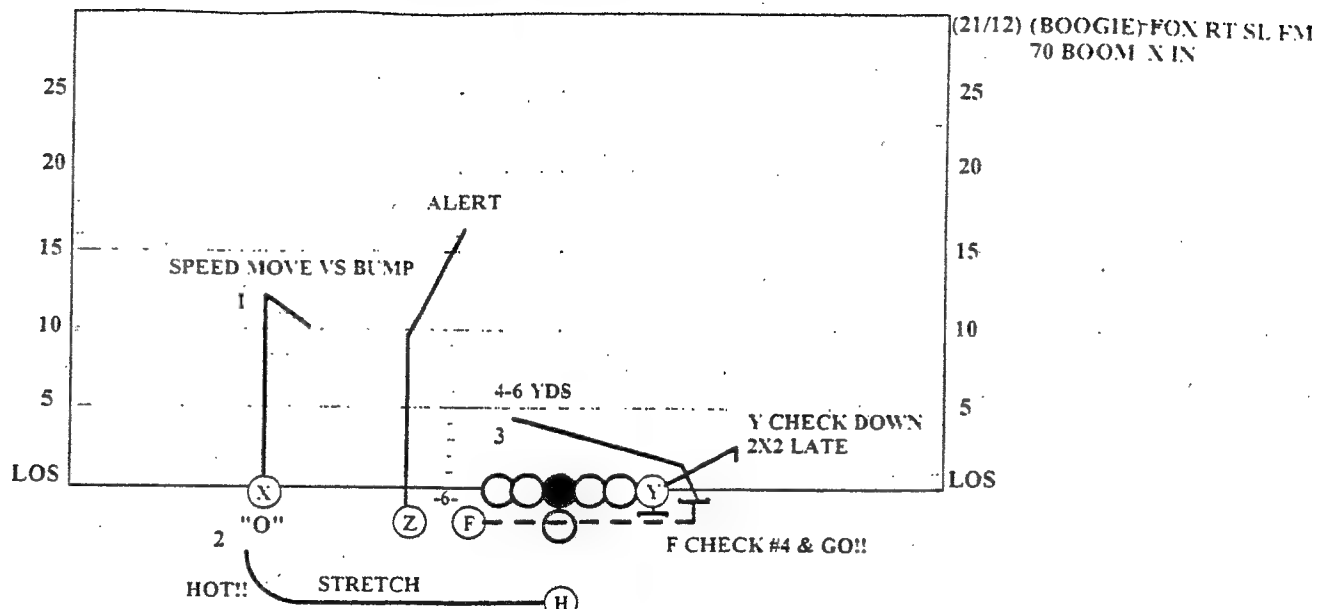 (21/12) (BOOGIE) FOX RT SL FM
70 BOOM X IN
25
25
20
20
ALERT
15
15
SPEED MOVE VS BUMP
1
10
10
4-6 YDS
5
5
3
Y CHECK DOWN
2X2 LATE
LOS
LOS
X
-6-
Y
"O"
Z
F
2
F CHECK #4 & GO!!
HOT!!
STRETCH
H